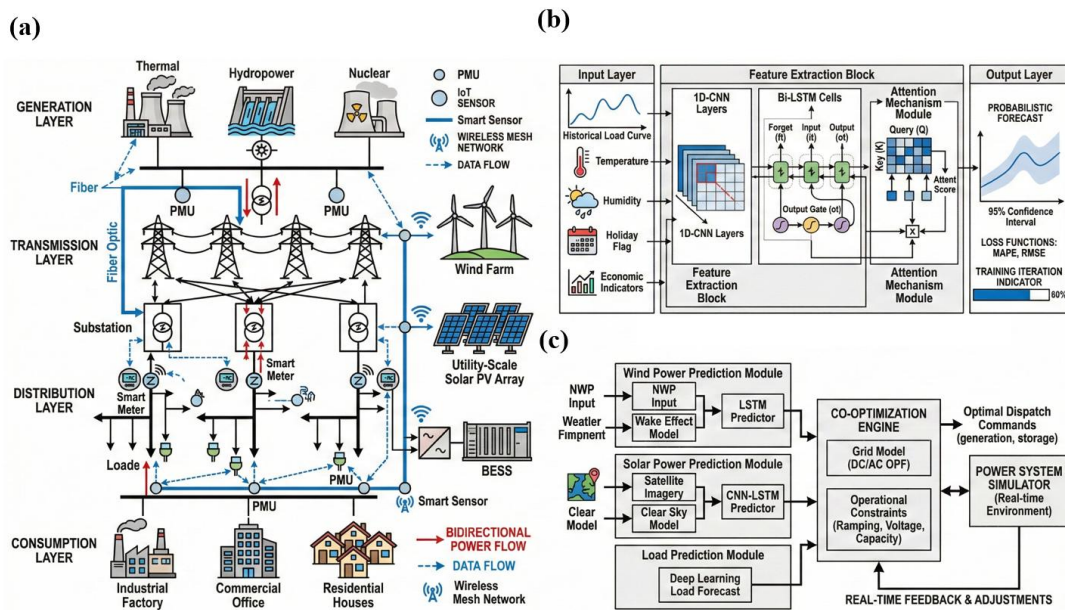 (a)
Thermal
Hydropower
Nuclear
GENERATION
LAYER
PMU
IoT
SENSOR
Smart Sensor
WIRELESS MESH
NETWORK
DATA FLOW
Fiber
PMU
PMU
Fiber Optic
TRANSMISSION
LAYER
Wind Farm
Substation
Utility-Scale
Solar PV Array
Smart
Meter
Smart
Meter
DISTRIBUTION
LAYER
Loade
PMU
BESS
PMU
Smart Sensor
CONSUMPTION
LAYER
BIDIRECTIONAL
POWER FLOW
DATA FLOW
Wireless
Mesh Network
Industrial
Factory
Commercial
Office
Residential
Houses
(b)
Input Layer
Historical Load Curve
Temperature
Humidity
Holiday
Flag
Economic
Indicators
Feature Extraction Block
1D-CNN
Layers
1D-CNN Layers
Feature
Extraction
Block
Bi-LSTM Cells
Forget
(ft)
Input
(it)
Output
(ot)
Output Gate (ot)
Attention
Mechanism
Module
Query (Q)
Key (K)
Attent
Score
X
Attention
Mechanism
Module
Output Layer
PROBABILISTIC
FORECAST
95% Confidence
Interval
LOSS FUNCTIONS:
MAPE, RMSE
TRAINING ITERATION
INDICATOR
60%
(c)
Wind Power Prediction Module
NWP
Input
Weatler
Fimpnent
NWP
Input
Wake Effect
Model
LSTM
Predictor
Solar Power Prediction Module
Clear
Model
Satellite
Imagery
Clear Sky
Model
CNN-LSTM
Predictor
Load Prediction Module
Deep Learning
Load Forecast
CO-OPTIMIZATION
ENGINE
Grid Model
(DC/AC OPF)
Operational
Constraints
(Ramping, Voltage,
Capacity)
Optimal Dispatch
Commands
(generation, storage)
POWER SYSTEM
SIMULATOR
(Real-time
Environment)
REAL-TIME FEEDBACK & ADJUSTMENTS